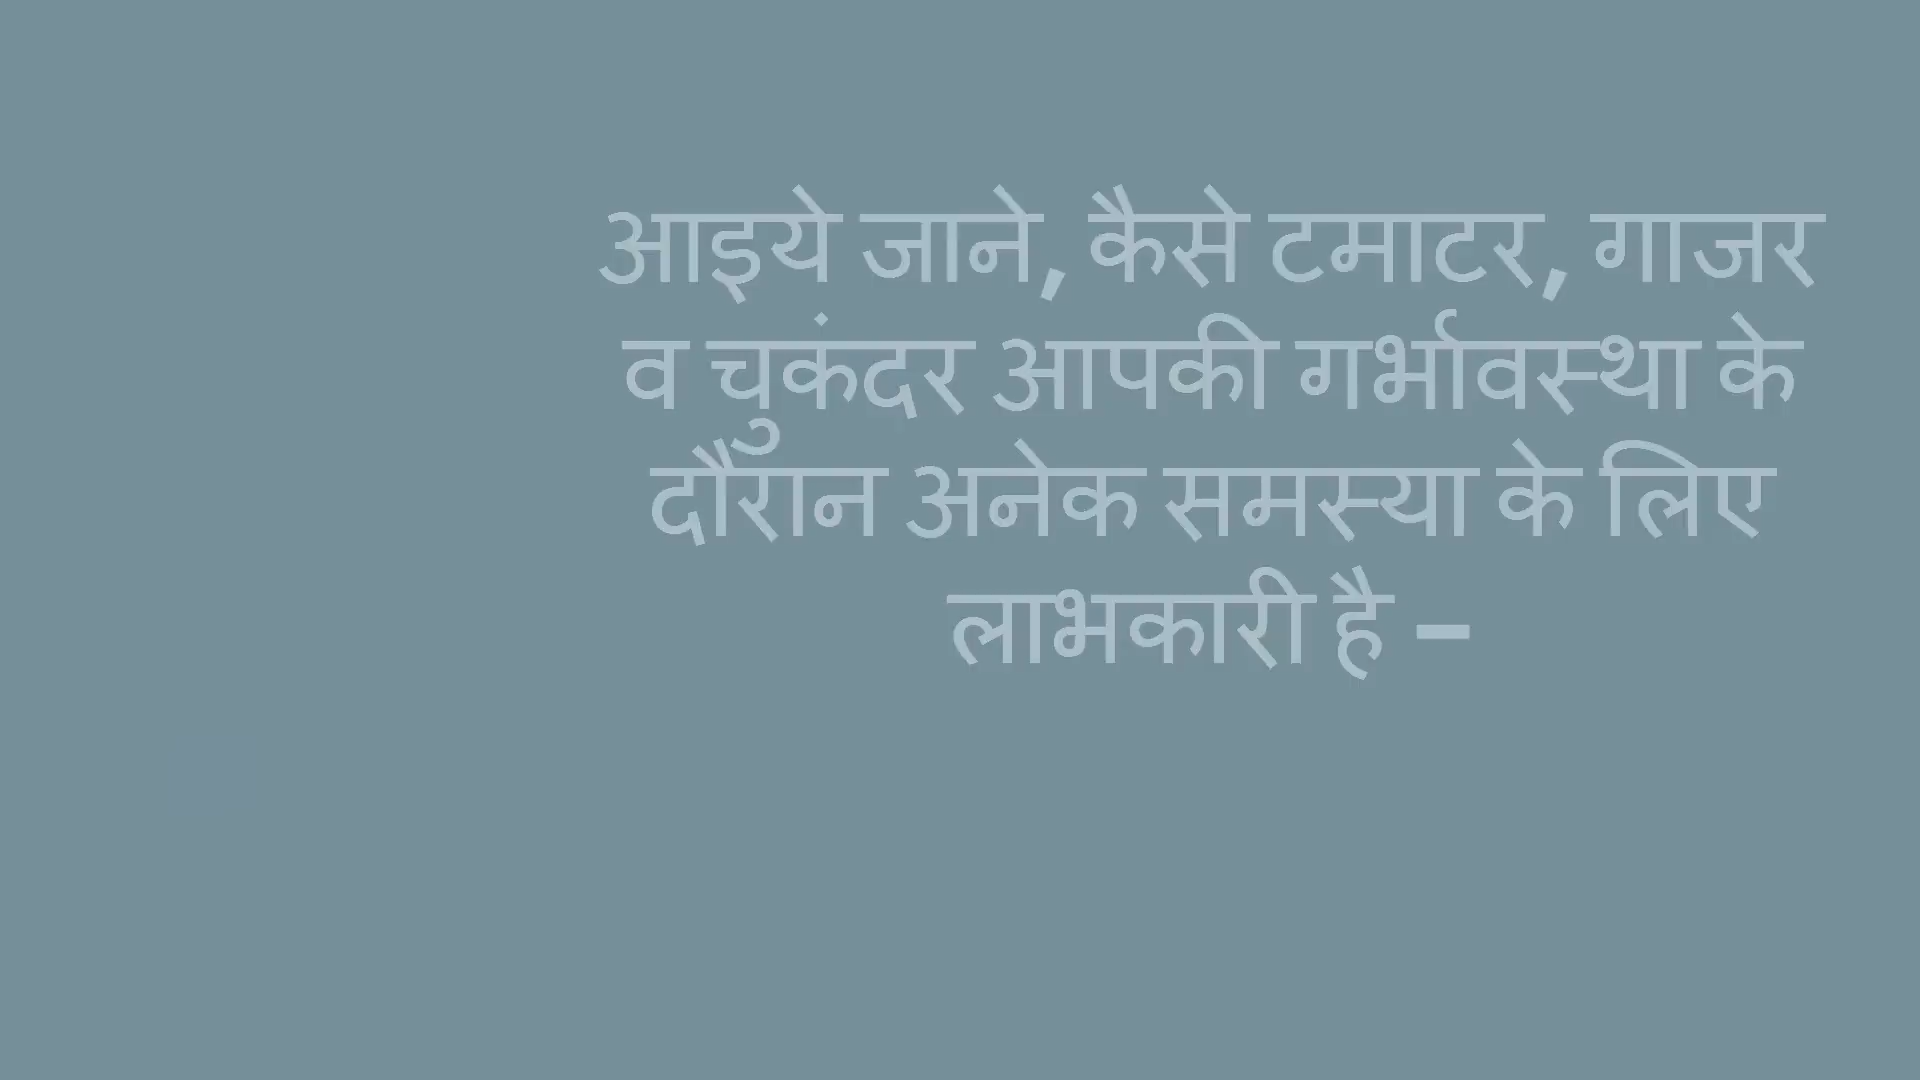 आइये जाने, कैसे टमाटर, गाजर
व चुकंदर आपकी गर्भावस्था के
दौरान अनेक समस्या के लिए
लाभकारी है –